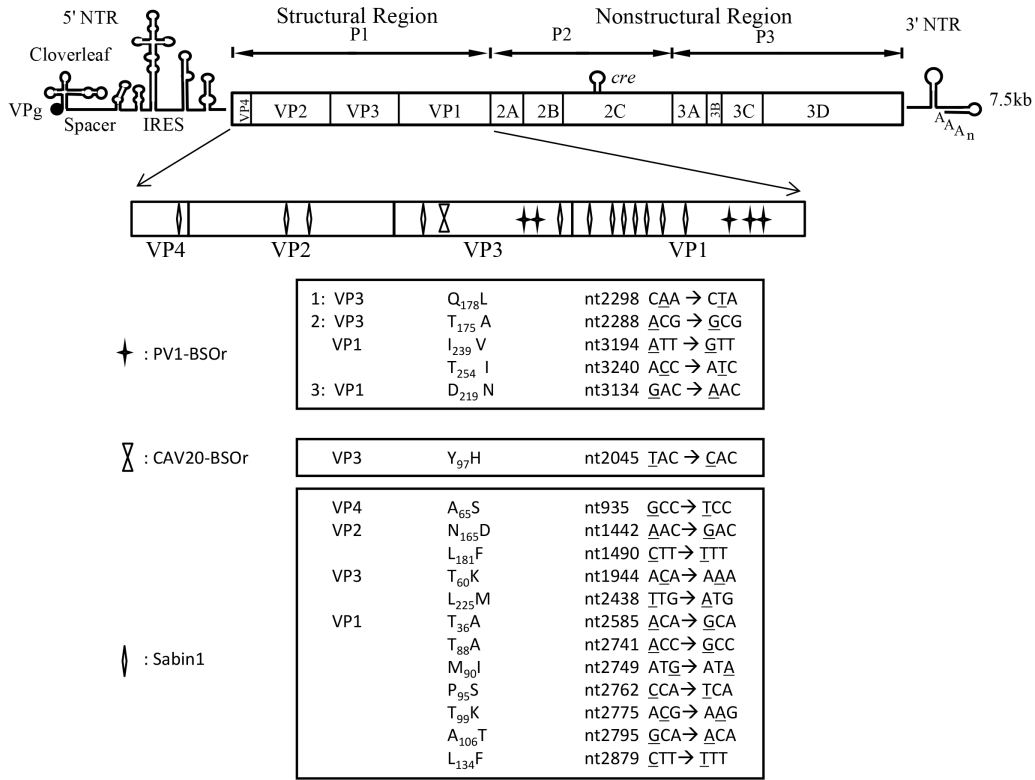 Structural Region
Nonstructural Region
5' NTR
P1
P2
P3
3' NTR
Cloverleaf
cre
VPg
Spacer
IRES
VP4 VP2 VP3 VP1 2A 2B 2C 3A 3B 3C 3D
A A A n
7.5kb
VP4 VP2 VP3 VP1
1: VP3 Q178L nt2298 CAA → CTA
2: VP3 T175 A nt2288 ACG → GCG
VP1 I239 V nt3194 ATT → GTT
T254 I nt3240 ACC → ATC
3: VP1 D219 N nt3134 GAC → AAC
: PV1-BSOr
: CAV20-BSOr
VP3 Y97H nt2045 TAC → CAC
VP4 A65S nt935 GCC → TCC
VP2 N165D nt1442 AAC → GAC
L181F nt1490 CTT → TTT
VP3 T60K nt1944 ACA → AAA
L225M nt2438 TTG → ATG
VP1 T36A nt2585 ACA → GCA
T88A nt2741 ACC → GCC
M90I nt2749 ATG → ATA
P95S nt2762 CCA → TCA
T99K nt2775 ACG → AAG
A106T nt2795 GCA → ACA
L134F nt2879 CTT → TTT
: Sabin1